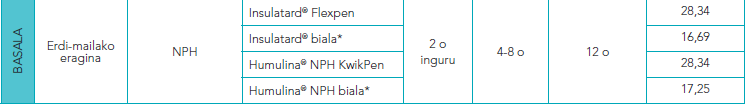 BASALA
Erdi-mailako
eragina
NPH
Insulatard® Flexpen
Insulatard® biala*
Humulina® NPH KwikPen
Humulina® NPH biala*
2 o
inguru
4-8 o
12 o
28,34
16,69
28,34
17,25